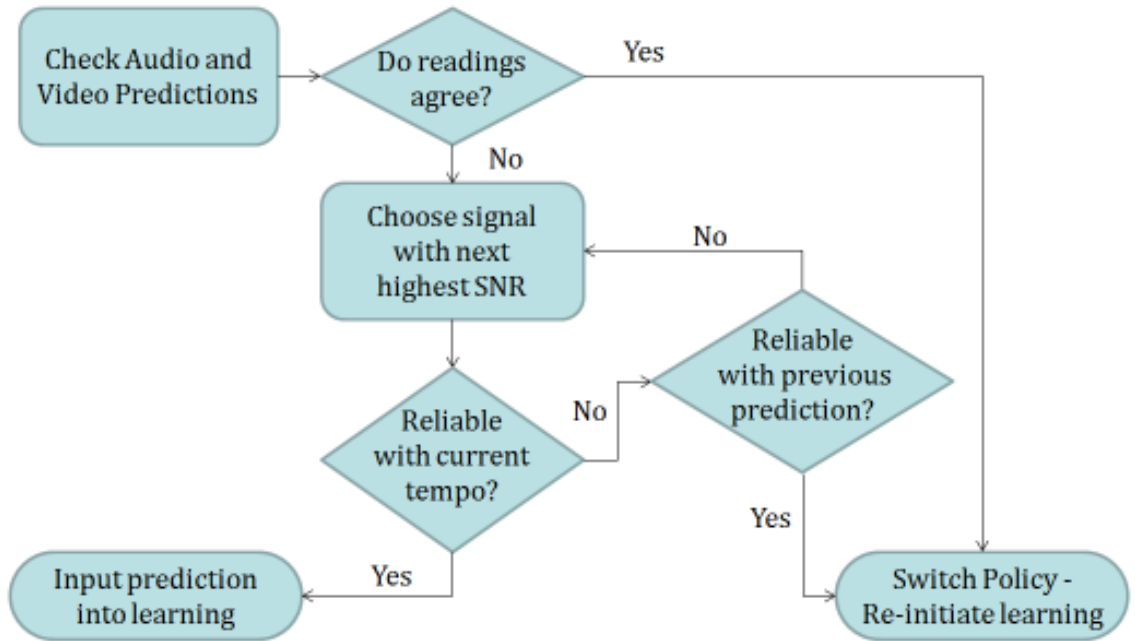 Check Audio and
Video Predictions
Do readings
agree?
Yes
No
Choose signal
with next
highest SNR
No
Reliable
with previous
prediction?
No
Reliable
with current
tempo?
Yes
Yes
Input prediction
into learning
Switch Policy -
Re-initiate learning